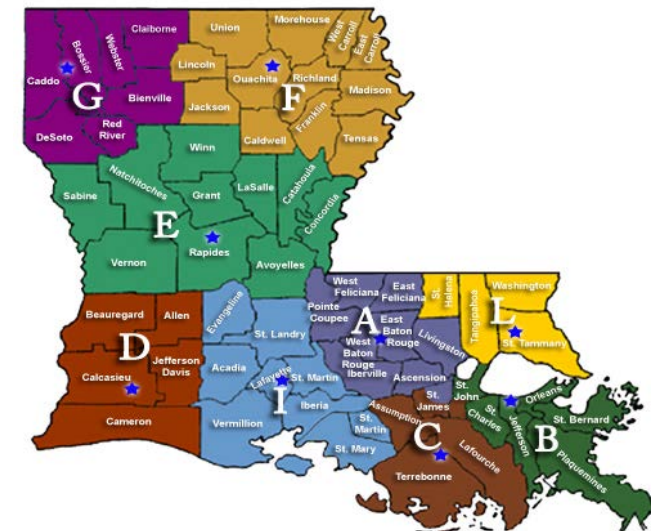 Claiborne
Webster
Bossier
Caddo
G
Bienville
Red
River
DeSoto
Union
Morehouse
West
Carroll
East
Carroll
Lincoln
Ouachita
F
Richland
Madison
Jackson
Franklin
Caldwell
Tensas
Winn
Natchitoches
Sabine
Grant
LaSalle
Catahoula
Concordia
E
Rapides
Vernon
Avoyelles
Beauregard
Allen
D
Jefferson
Davis
Calcasieu
Cameron
Evangeline
St. Landry
Acadia
Lafayette
St. Martin
I
Iberia
Vermillion
St.
Martin
St. Mary
West
Feliciana
East
Feliciana
Pointe
Coupee
A
East
Baton
Rouge
West
Baton
Rouge
Iberville
Livingston
Ascension
St.
Halana
Tangipahoa
Washington
L
St. Tammany
St.
James
Assumption
C
Lafourche
Terrebonne
St.
John
St.
Charles
Jefferson
Orleans
B
St. Bernard
Plaquemines